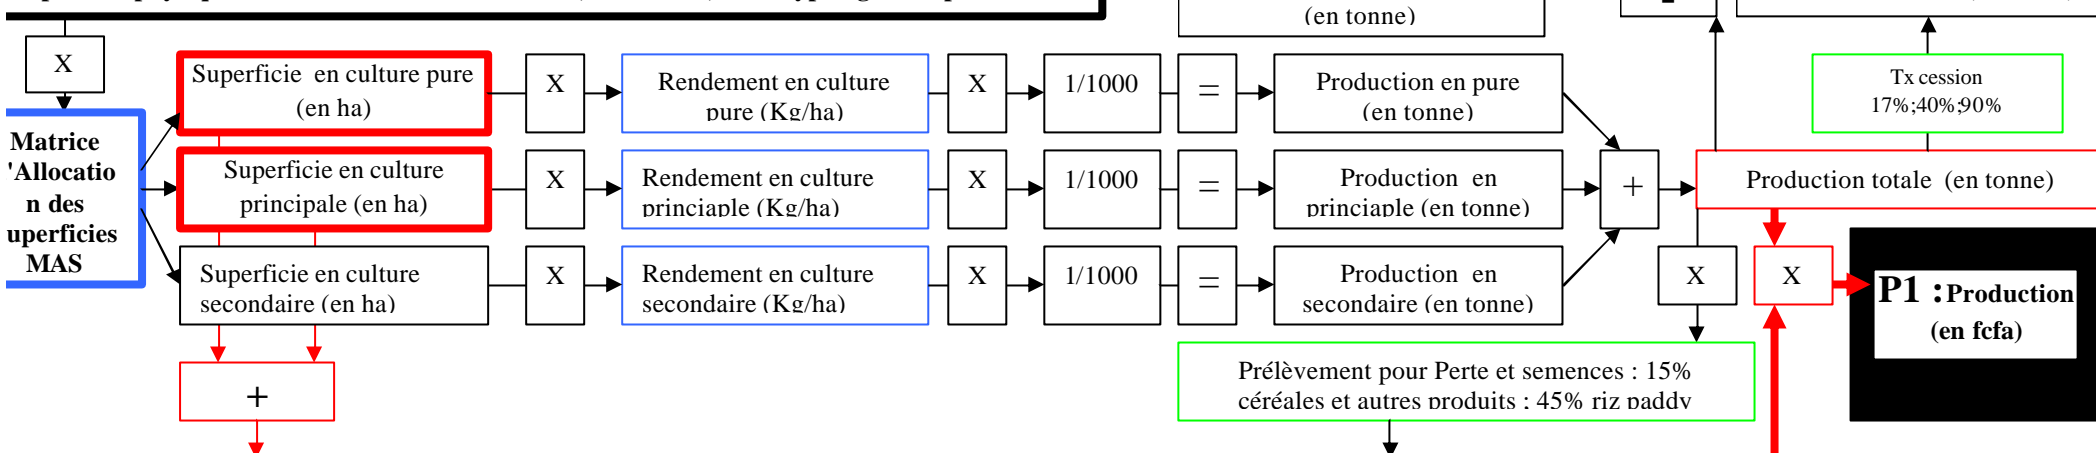 (en tonne)
X
Superficie en culture pure
(en ha)
X
Rendement en culture
pure (Kg/ha)
X
1/1000
=
Production en pure
(en tonne)
Tx cession
17%;40%;90%
Matrice
'Allocatio
n des
uperficies
MAS
Superficie en culture
principale (en ha)
X
Rendement en culture
princiaple (Kg/ha)
X
1/1000
=
Production en
princiaple (en tonne)
+
Production totale (en tonne)
Superficie en culture
secondaire (en ha)
X
Rendement en culture
secondaire (Kg/ha)
X
1/1000
=
Production en
secondaire (en tonne)
X
X
P1 : Production
(en fcfa)
+
Prélèvement pour Perte et semences : 15%
céréales et autres produits : 45% riz paddy